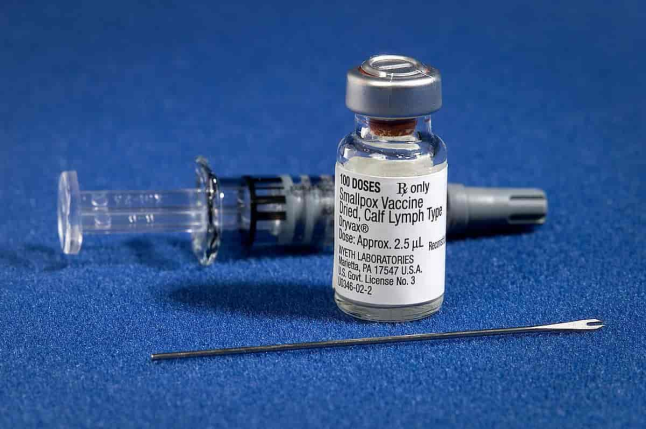 100 DOSES ℞ only
Smallpox Vaccine
Dried, Calf Lymph Type
Dryvax®
Dose: Approx. 2.5 µL
WYETH LABORATORIES
Marietta, PA 17547 U.S.A.
U.S. Govt. License No. 3